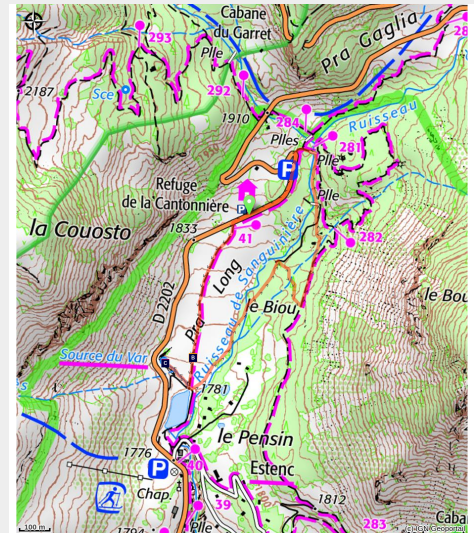 Cabane
du Garret
Pra Gaglia
293
Plle
292
2187
Sce
1910
284
Ruisseau
Plles
281
Plle
P
Refuge
de la Cantonnière
P
Plle
41
282
la Couosto
1833
Pra Long
Ruisseau de Sanguinière
D 2202
le Biou
le Bou
Source du Var
1781
le Pensin
1776
P
40
Estenc
Chap.
1800
1812
39
283
Caba
100 m
1794
Plle
(c) IGN Geoportail